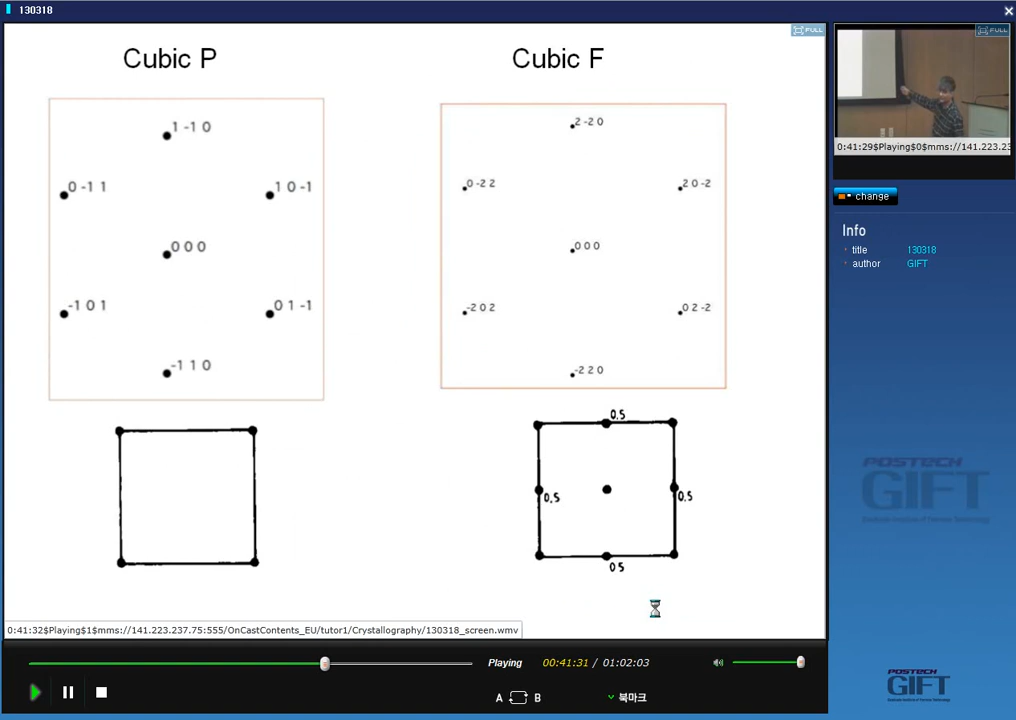 130318
Cubic P
Cubic F
FULL
FULL
1 -1 0
0 -1 1
1 0 -1
0 0 0
-1 0 1
0 1 -1
-1 1 0
2 -2 0
0 -2 2
2 0 -2
0 0 0
-2 0 2
0 2 -2
-2 2 0
0.5
0.5
0.5
0 5
0:41:29$Playing$0$mms://141.223.23
change
Info
title 130318
author GIFT
POSTECH
GIFT
0:41:32$Playing$1$mms://141.223.237.75:555/OnCastContents_EU/tutor1/Crystallography/130318_screen.wmv
Playing 00:41:31 / 01:02:03
A B 북마크
POSTECH
GIFT